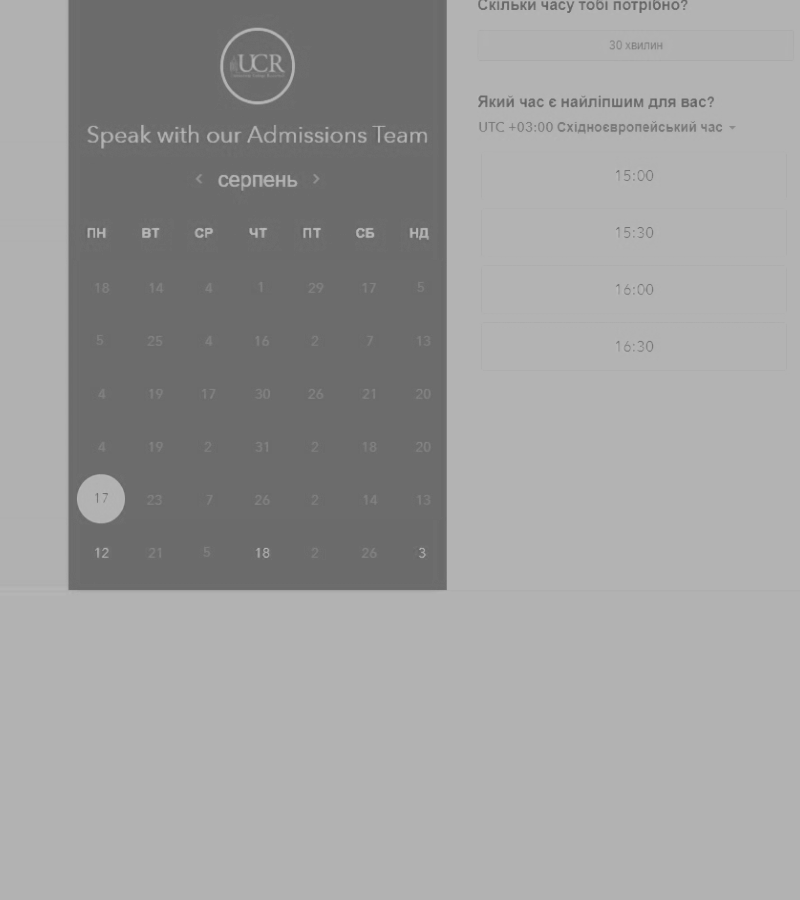 UCR
Speak with our Admissions Team
серпень
ПН ВТ СР ЧТ ПТ СБ НД
18 14 4 1 29 17 5
5 25 4 16 2 7 13
4 19 17 30 26 21 20
4 19 2 31 2 18 20
17 23 7 26 2 14 13
12 21 5 18 2 26 3
Скільки часу тобі потрібно?
30 хвилин
Який час є найліпшим для вас?
UTC +03:00 Східноєвропейський час
15:00
15:30
16:00
16:30